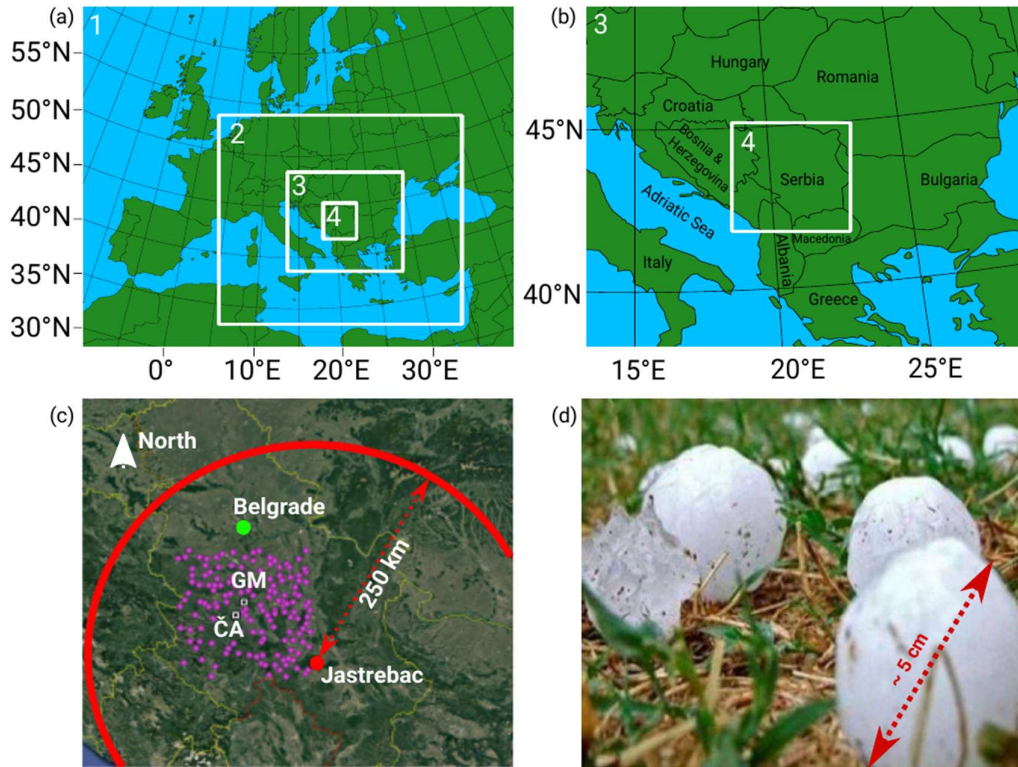 (a)
1
55°N
50°N
45°N
40°N
35°N
30°N
2
3
4
0°
10°E
20°E
30°E
(b)
3
45°N
40°N
Hungary
Romania
Croatia
Bosnia &
Herzegovina
4
Serbia
Bulgaria
Adriatic Sea
Macedonia
Albania
Italy
Greece
15°E
20°E
25°E
(c)
North
Belgrade
250 km
GM
ČA
Jastrebac
(d)
~ 5 cm